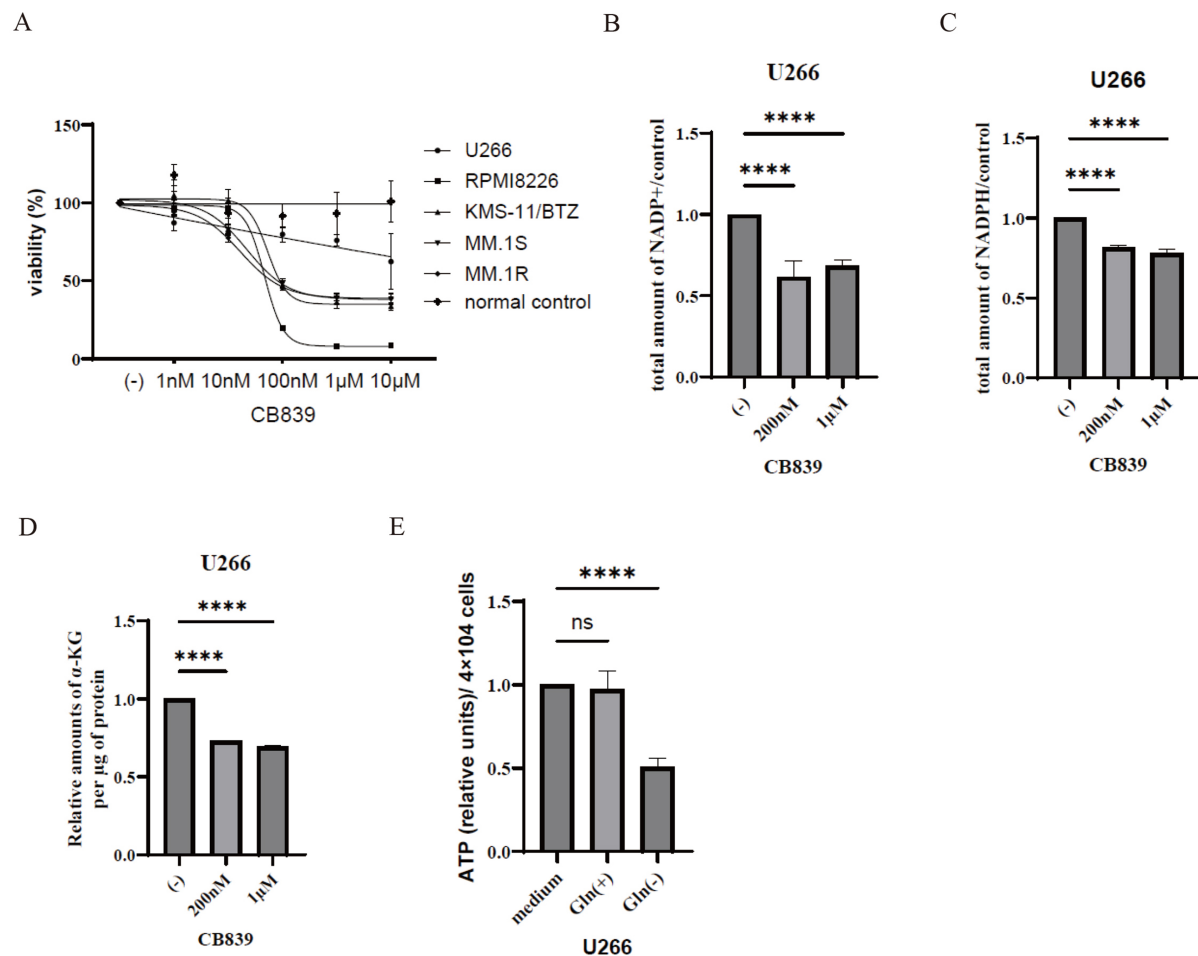 A
viability (%)
150
100
50
0
(-) 1nM 10nM 100nM 1µM 10µM
CB839
U266
RPMI8226
KMS-11/BTZ
MM.1S
MM.1R
normal control
B
U266
total amount of NADP+/control
1.5
1.0
0.5
0.0
****
****
(-)
200nM
1µM
CB839
C
U266
total amount of NADPH/control
1.5
1.0
0.5
0.0
****
****
(-)
200nM
1µM
CB839
D
U266
Relative amounts of α-KG
per µg of protein
1.5
1.0
0.5
0.0
****
****
(-)
200nM
1µM
CB839
E
ATP (relative units)/ 4×104 cells
1.5
1.0
0.5
0.0
****
ns
medium
Gln(+)
Gln(-)
U266